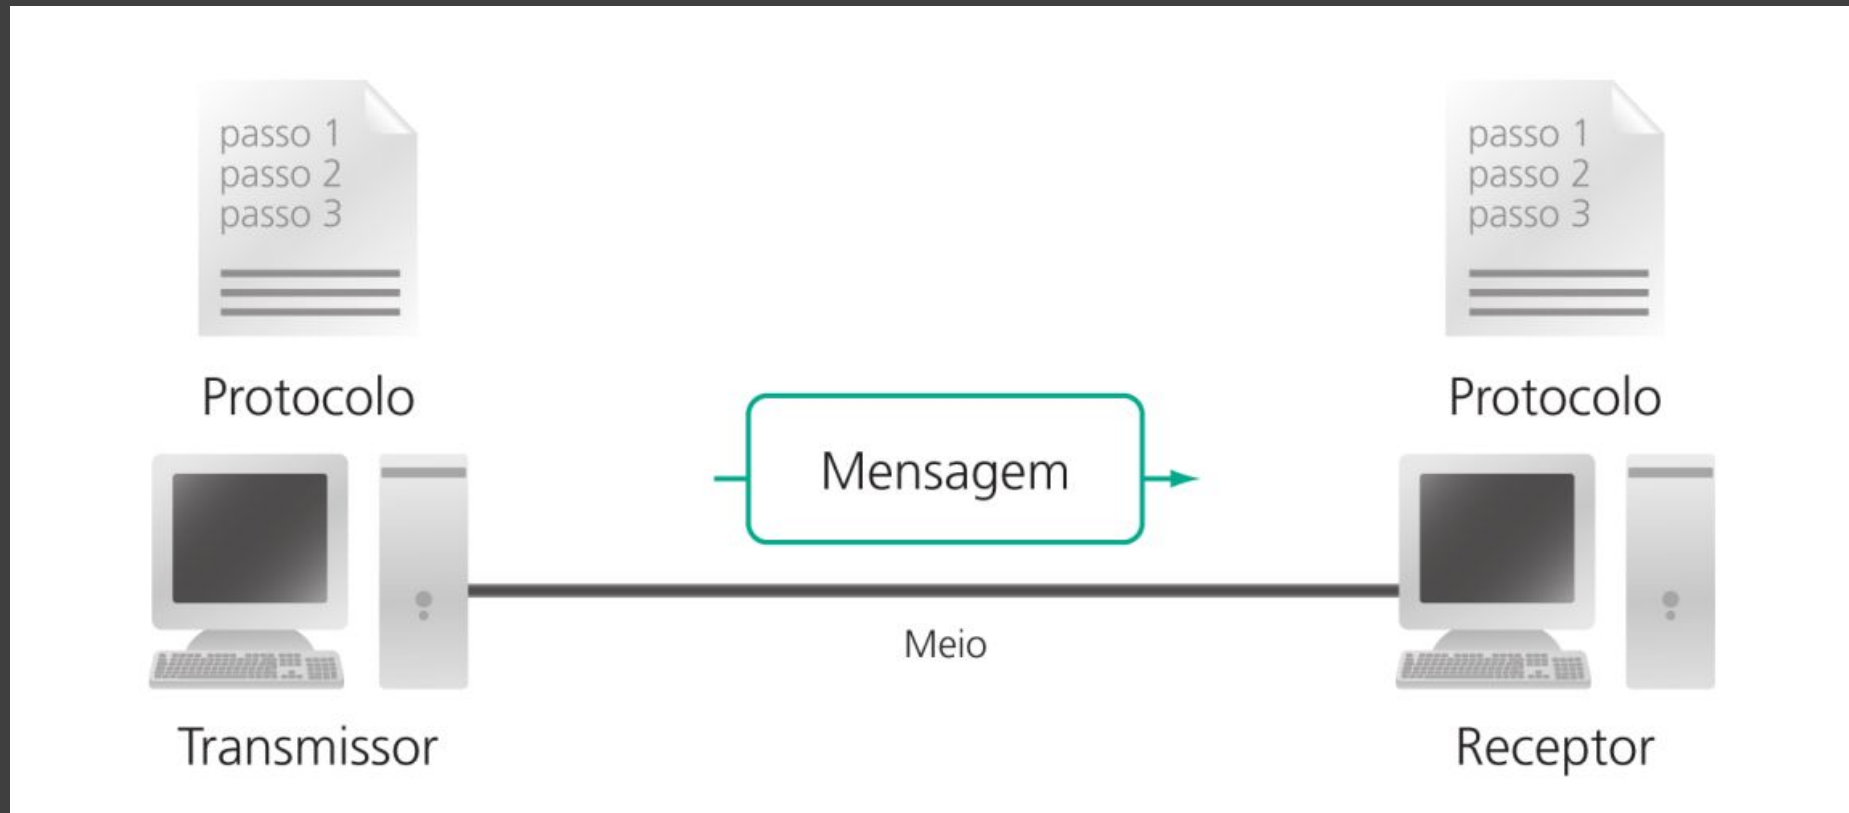 passo 1
passo 2
passo 3
Protocolo
passo 1
passo 2
passo 3
Protocolo
Mensagem
Meio
Transmissor
Receptor